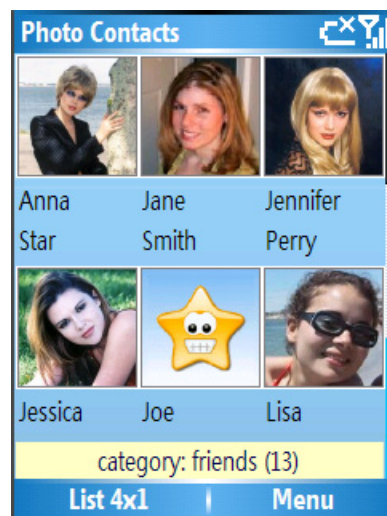 Photo Contacts
Anna Jane Jennifer
Star Smith Perry
Jessica Joe Lisa
category: friends (13)
List 4x1 Menu